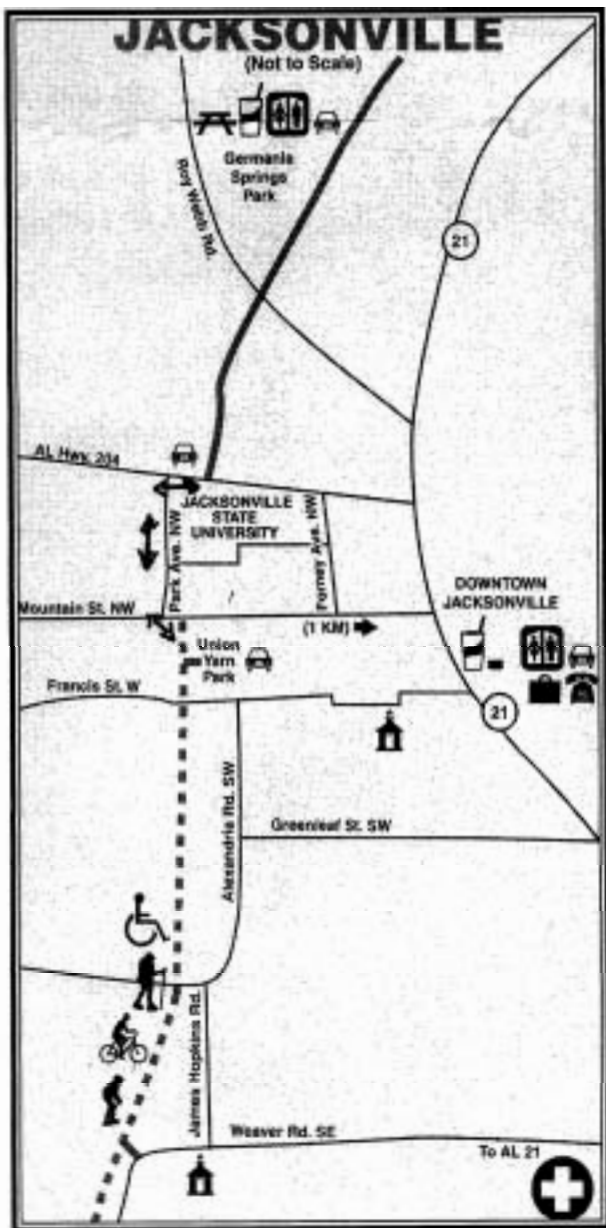 JACKSONVILLE
(Not to Scale)
Germania
Springs
Park
Roy Webb Rd.
21
AL Hwy. 204
JACKSONVILLE
STATE
UNIVERSITY
Park Ave. NW
Forney Ave. NW
Mountain St. NW
DOWNTOWN
JACKSONVILLE
(1 KM)
Union
Yarn
Park
Francis St. W
21
Alexandria Rd. SW
Greenleaf St. SW
James Hopkins Rd.
Weaver Rd. SE
To AL 21